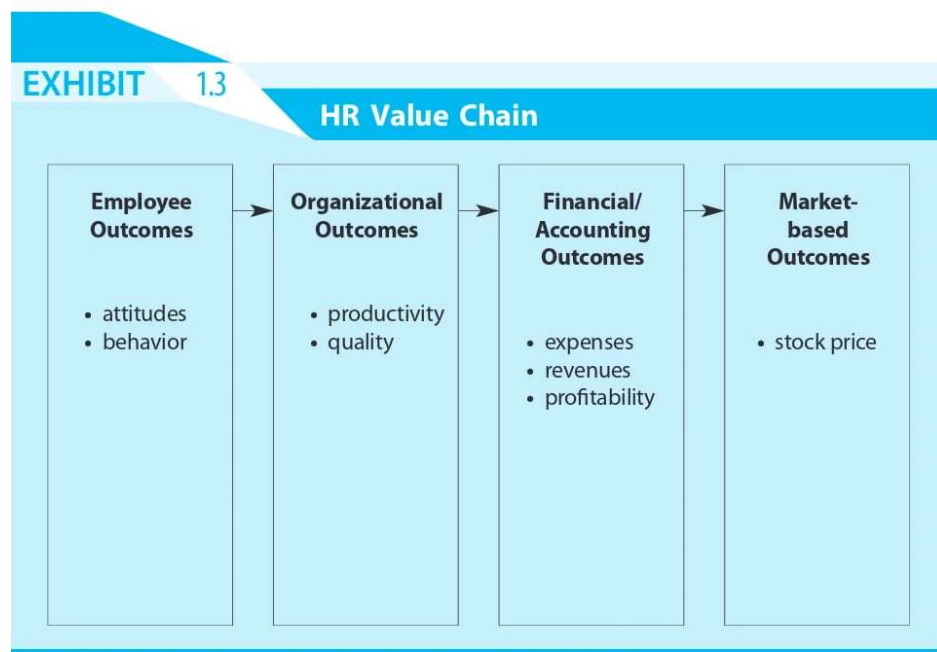 EXHIBIT 1.3
HR Value Chain
Employee
Outcomes
• attitudes
• behavior
Organizational
Outcomes
• productivity
• quality
Financial/
Accounting
Outcomes
• expenses
• revenues
• profitability
Market-
based
Outcomes
• stock price